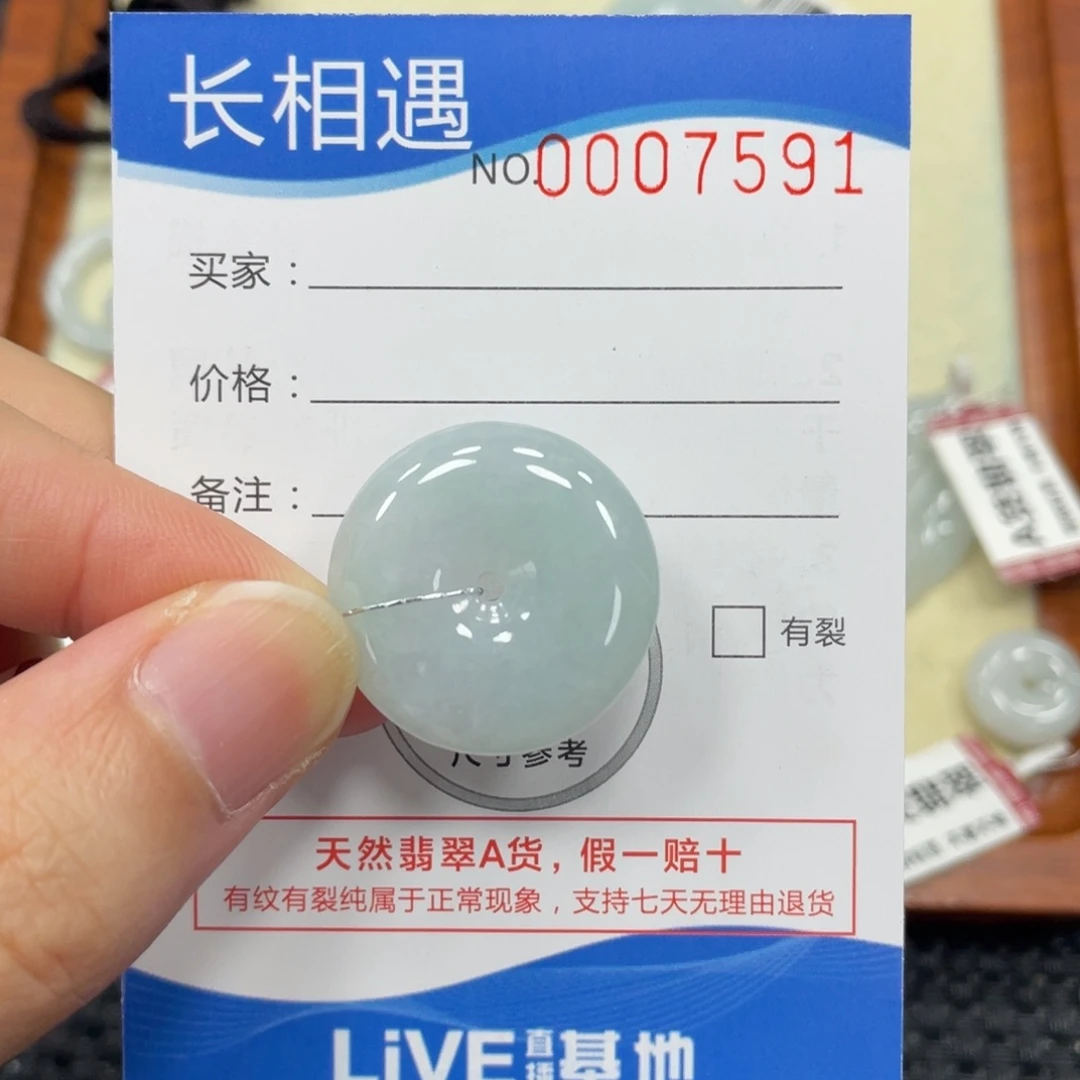 长相遇
NO.0007591
买家：
价格：
备注：
有裂
尺寸参考
天然翡翠A货，假一赔十
有纹有裂纯属于正常现象，支持七天无理由退货
LiVE直播基地